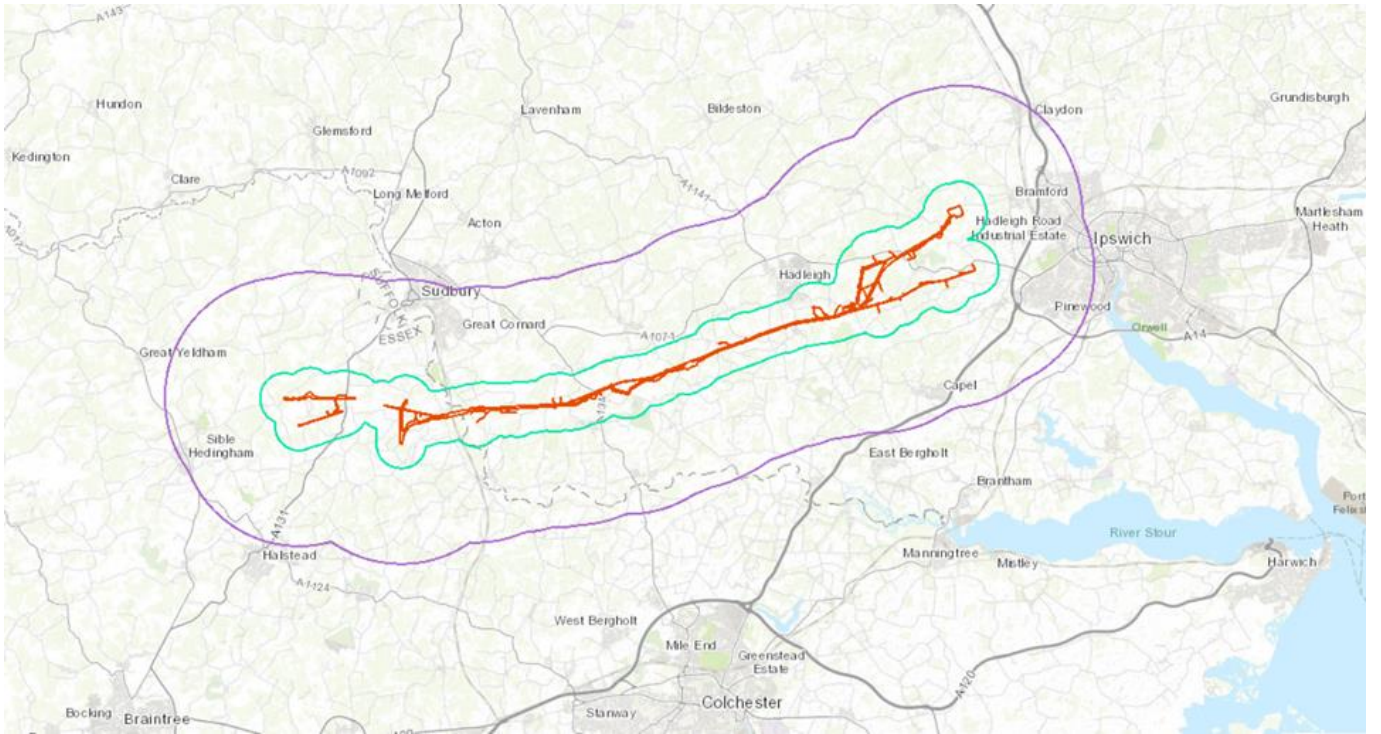 A143
Hundon
Lavenham
Bildeston
Claydon
Grundisburgh
Glemsford
Kedington
Clare
A1092
Long Melford
A1141
Bramford
Acton
Hadleigh Road
Industrial Estate
Martlesham
Heath
Ipswich
Hadleigh
SUFFOLK
ESSEX
Sudbury
Pinewood
Great Cornard
A1071
Orwell
A14
Great Yeldham
Capel
A134
Sible
Hedingham
East Bergholt
Brantham
Port
Felixst
A131
Halstead
River Stour
Manningtree
Mistley
Harwich
A1124
West Bergholt
Mile End
Greenstead
Estate
A120
Colchester
Bocking
Braintree
Stanway